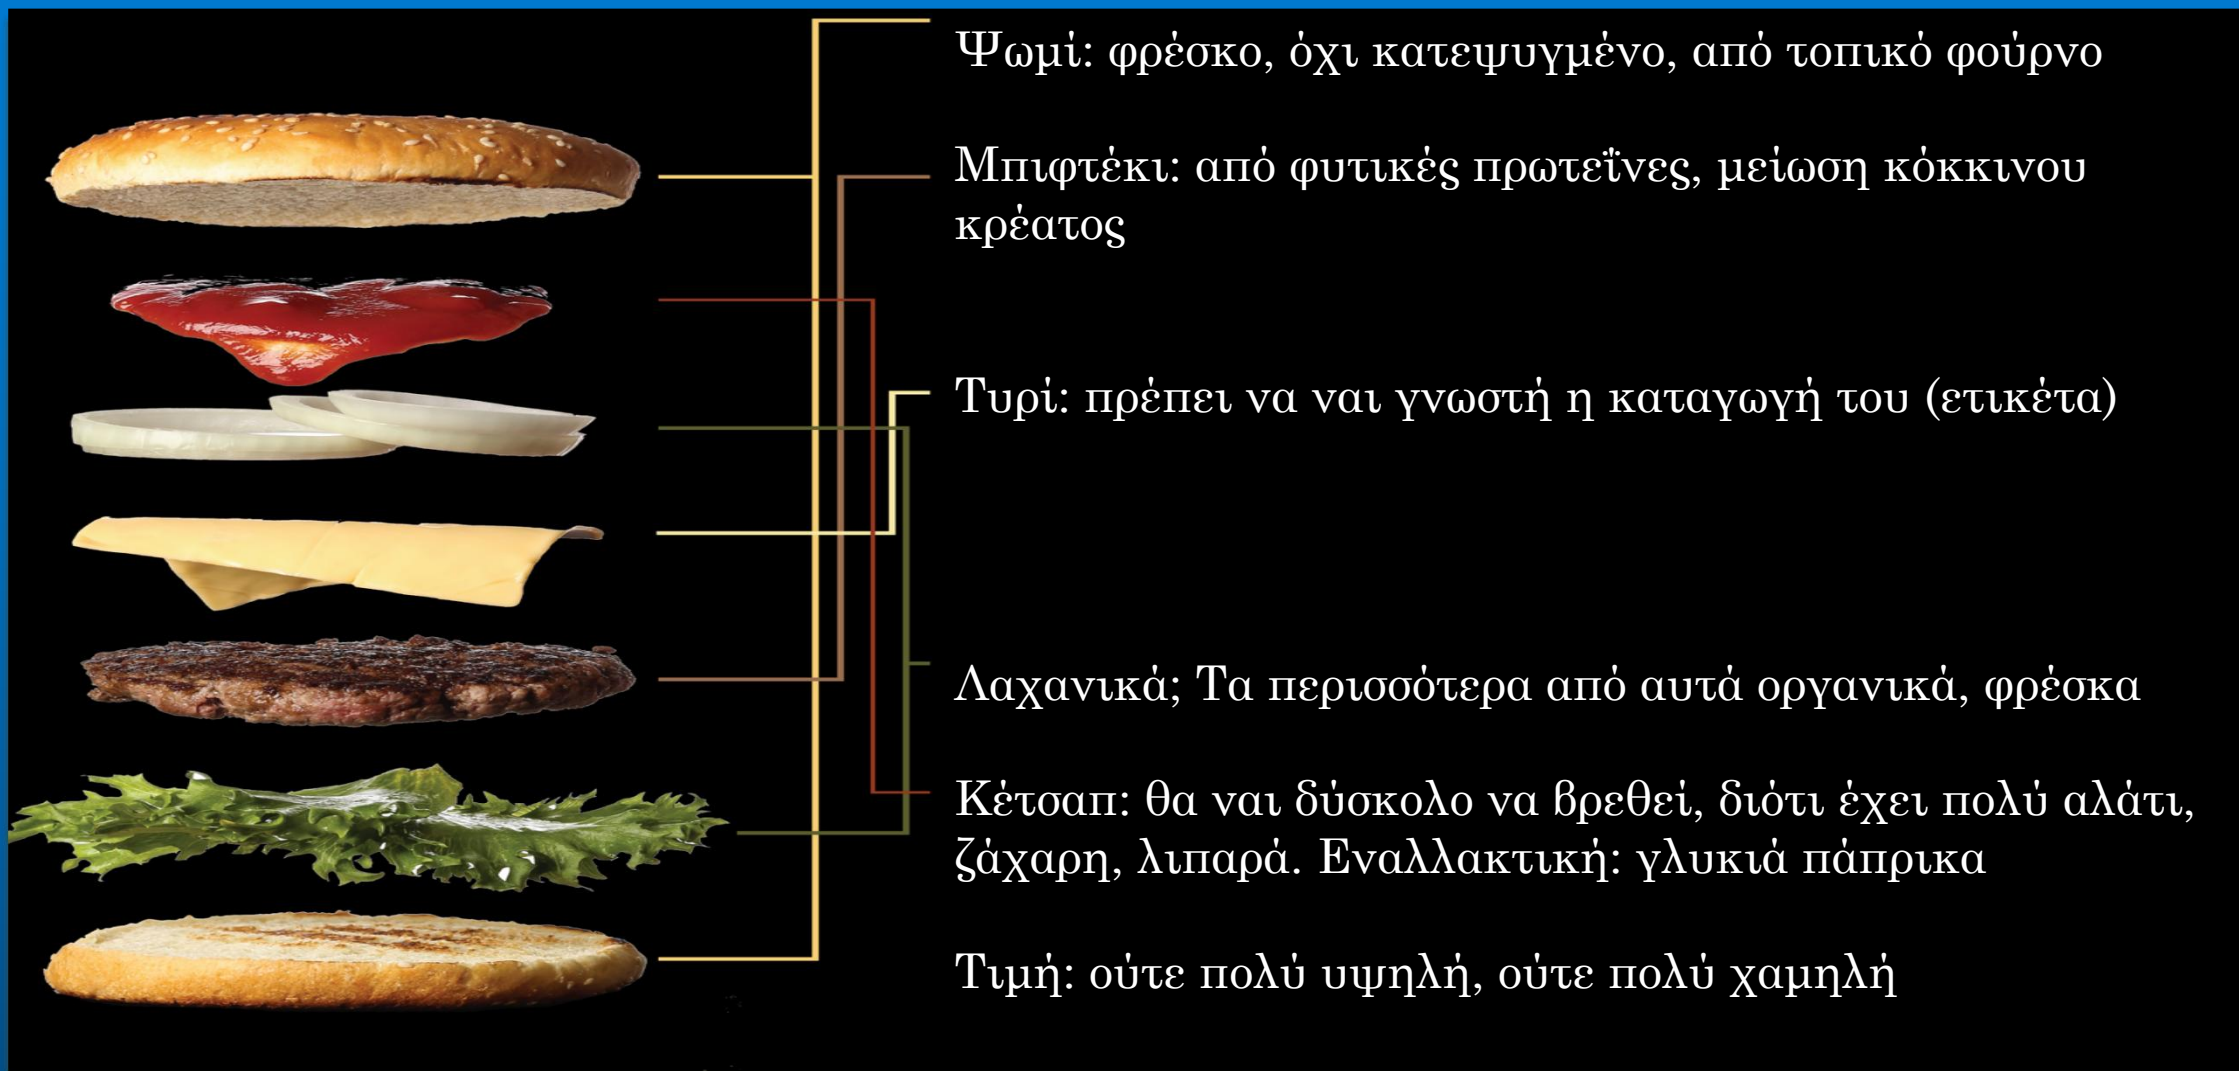 Ψωμί: φρέσκο, όχι κατεψυγμένο, από τοπικό φούρνο
Μπιφτέκι: από φυτικές πρωτεΐνες, μείωση κόκκινου
κρέατος
Τυρί: πρέπει να ναι γνωστή η καταγωγή του (ετικέτα)
Λαχανικά; Τα περισσότερα από αυτά οργανικά, φρέσκα
Κέτσαπ: θα ναι δύσκολο να βρεθεί, διότι έχει πολύ αλάτι,
ζάχαρη, λιπαρά. Εναλλακτική: γλυκιά πάπρικα
Τιμή: ούτε πολύ υψηλή, ούτε πολύ χαμηλή